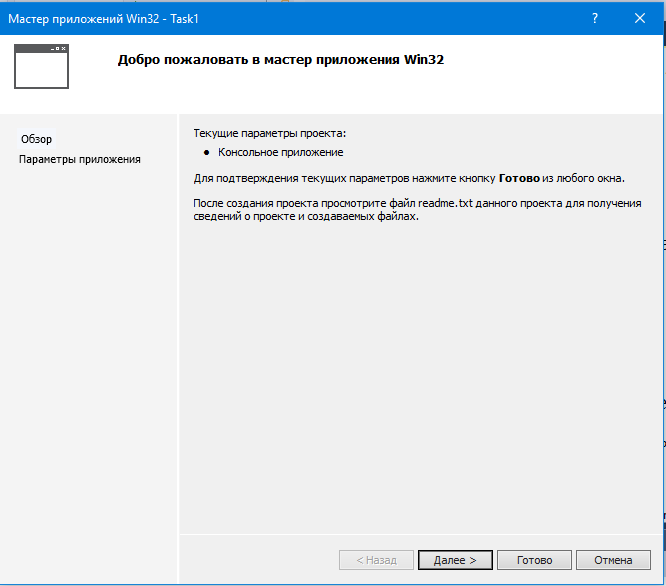 Мастер приложений Win32 - Task1
Добро пожаловать в мастер приложения Win32
Обзор
Параметры приложения
Текущие параметры проекта:
Консольное приложение
Для подтверждения текущих параметров нажмите кнопку Готово из любого окна.
После создания проекта просмотрите файл readme.txt данного проекта для получения
сведений о проекте и создаваемых файлах.
< Назад
Далее >
Готово
Отмена